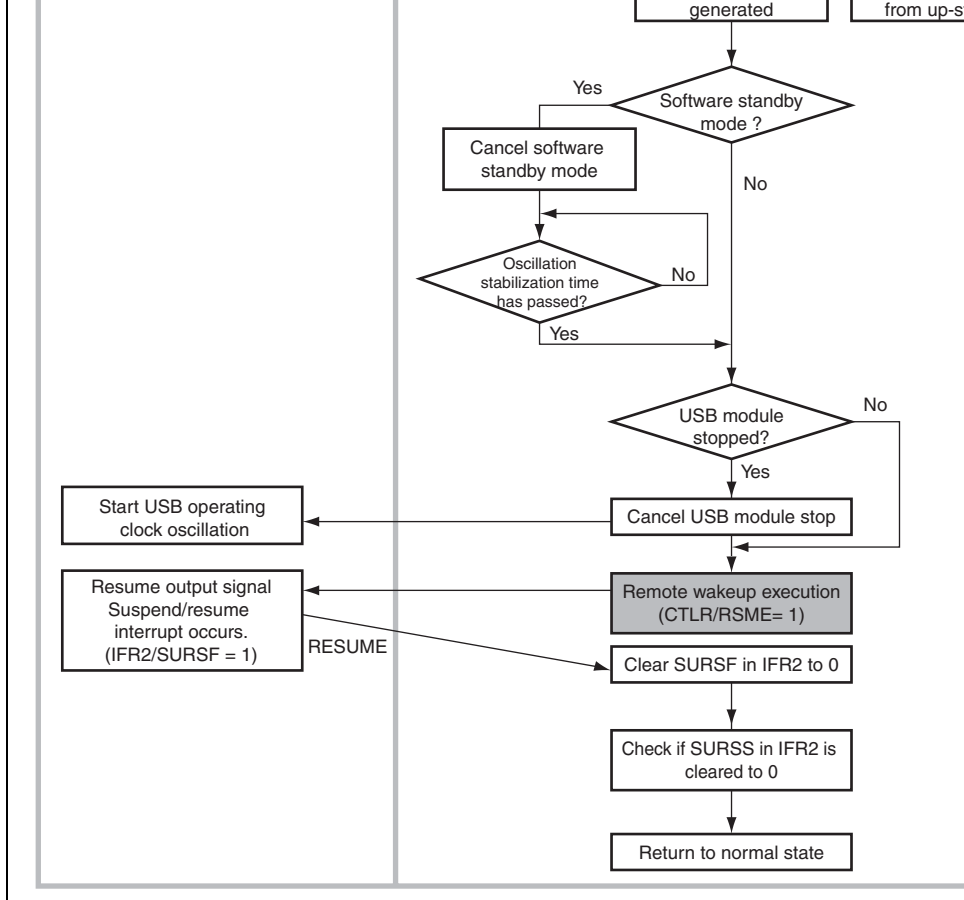 generated
from up-s
Yes
Software standby
mode ?
Cancel software
standby mode
No
Oscillation
stabilization time
has passed?
No
Yes
USB module
stopped?
No
Yes
Start USB operating
clock oscillation
Cancel USB module stop
Resume output signal
Suspend/resume
interrupt occurs.
(IFR2/SURSF = 1)
Remote wakeup execution
(CTLR/RSME= 1)
RESUME
Clear SURSF in IFR2 to 0
Check if SURSS in IFR2 is
cleared to 0
Return to normal state